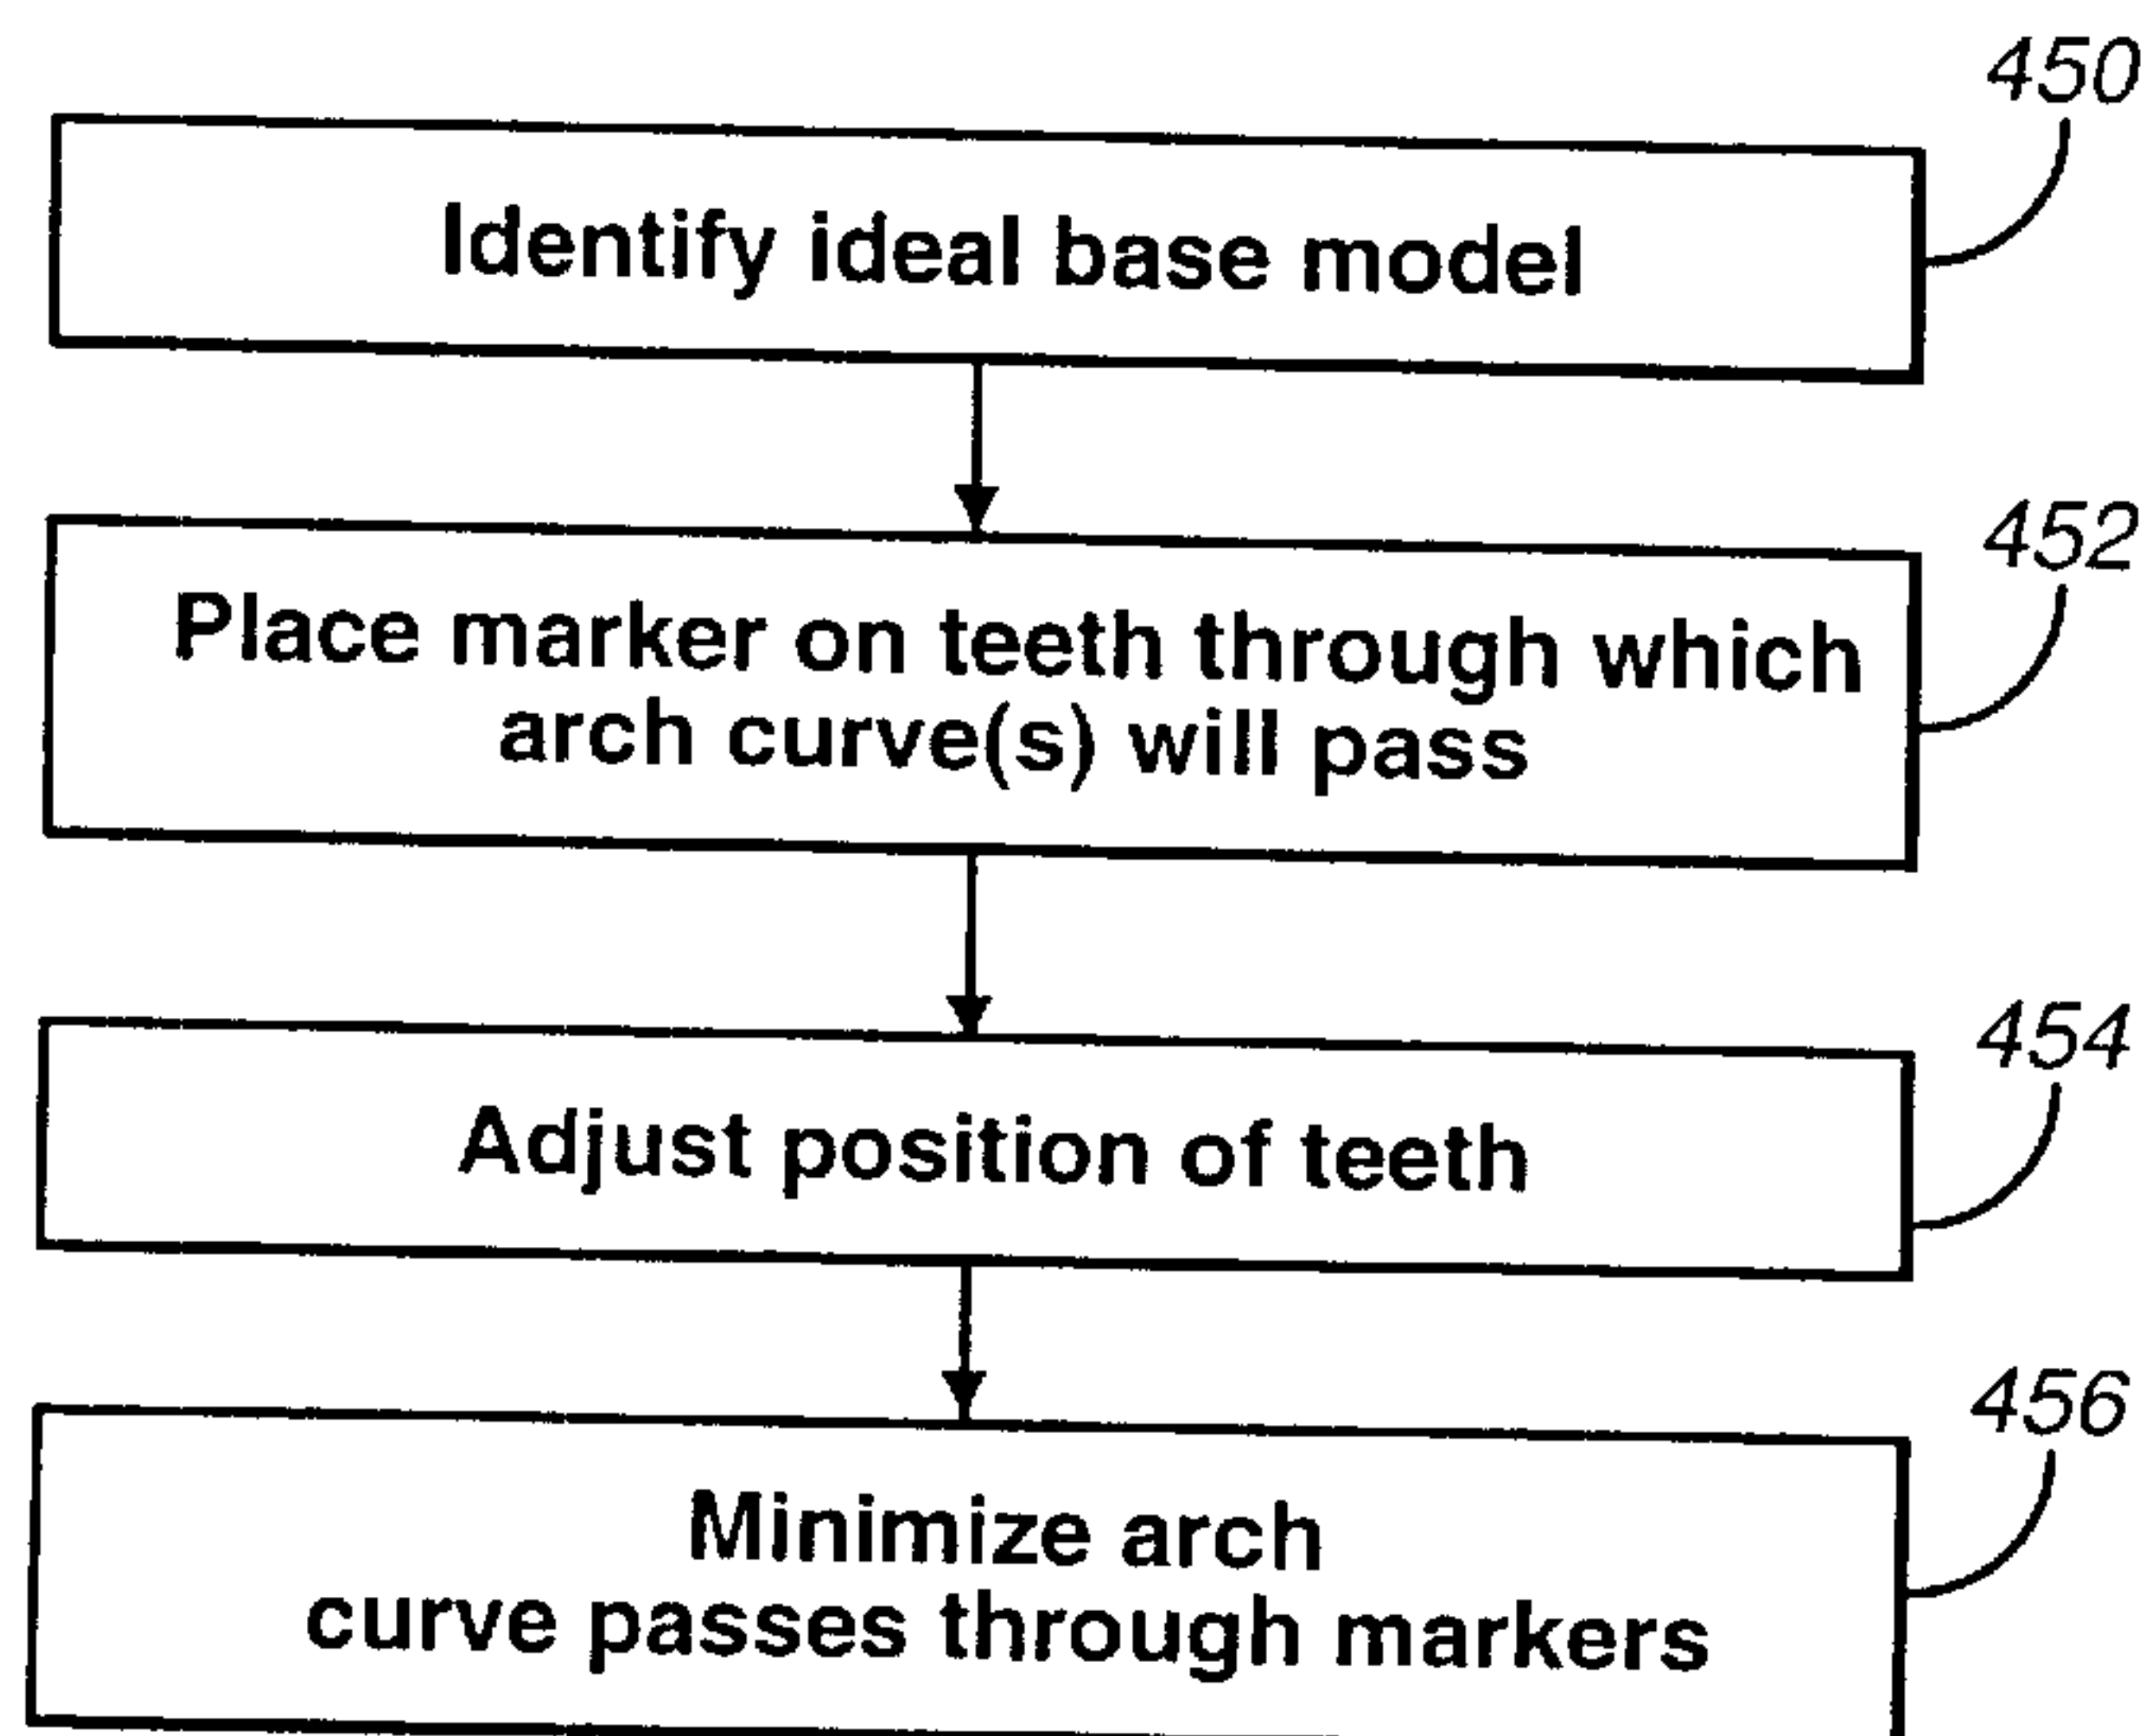 450
Identify ideal base model
452
Place marker on teeth through which
arch curve(s) will pass
454
Adjust position of teeth
456
Minimize arch
curve passes through markers